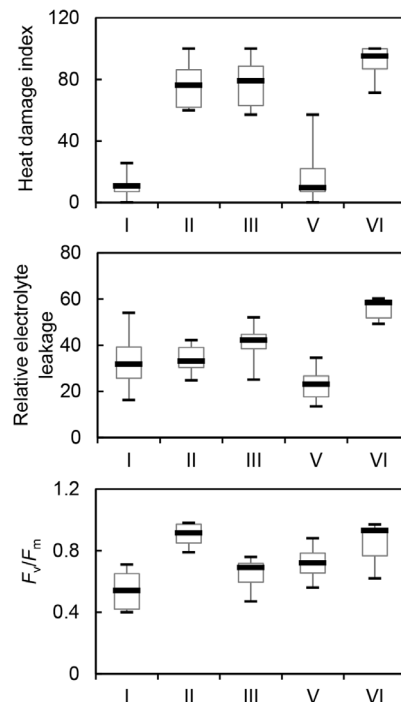 Heat damage index
120
80
40
0
I II III V VI
Relative electrolyte
leakage
80
60
40
20
0
I II III V VI
Fv/Fm
1.2
0.8
0.4
0
I II III V VI